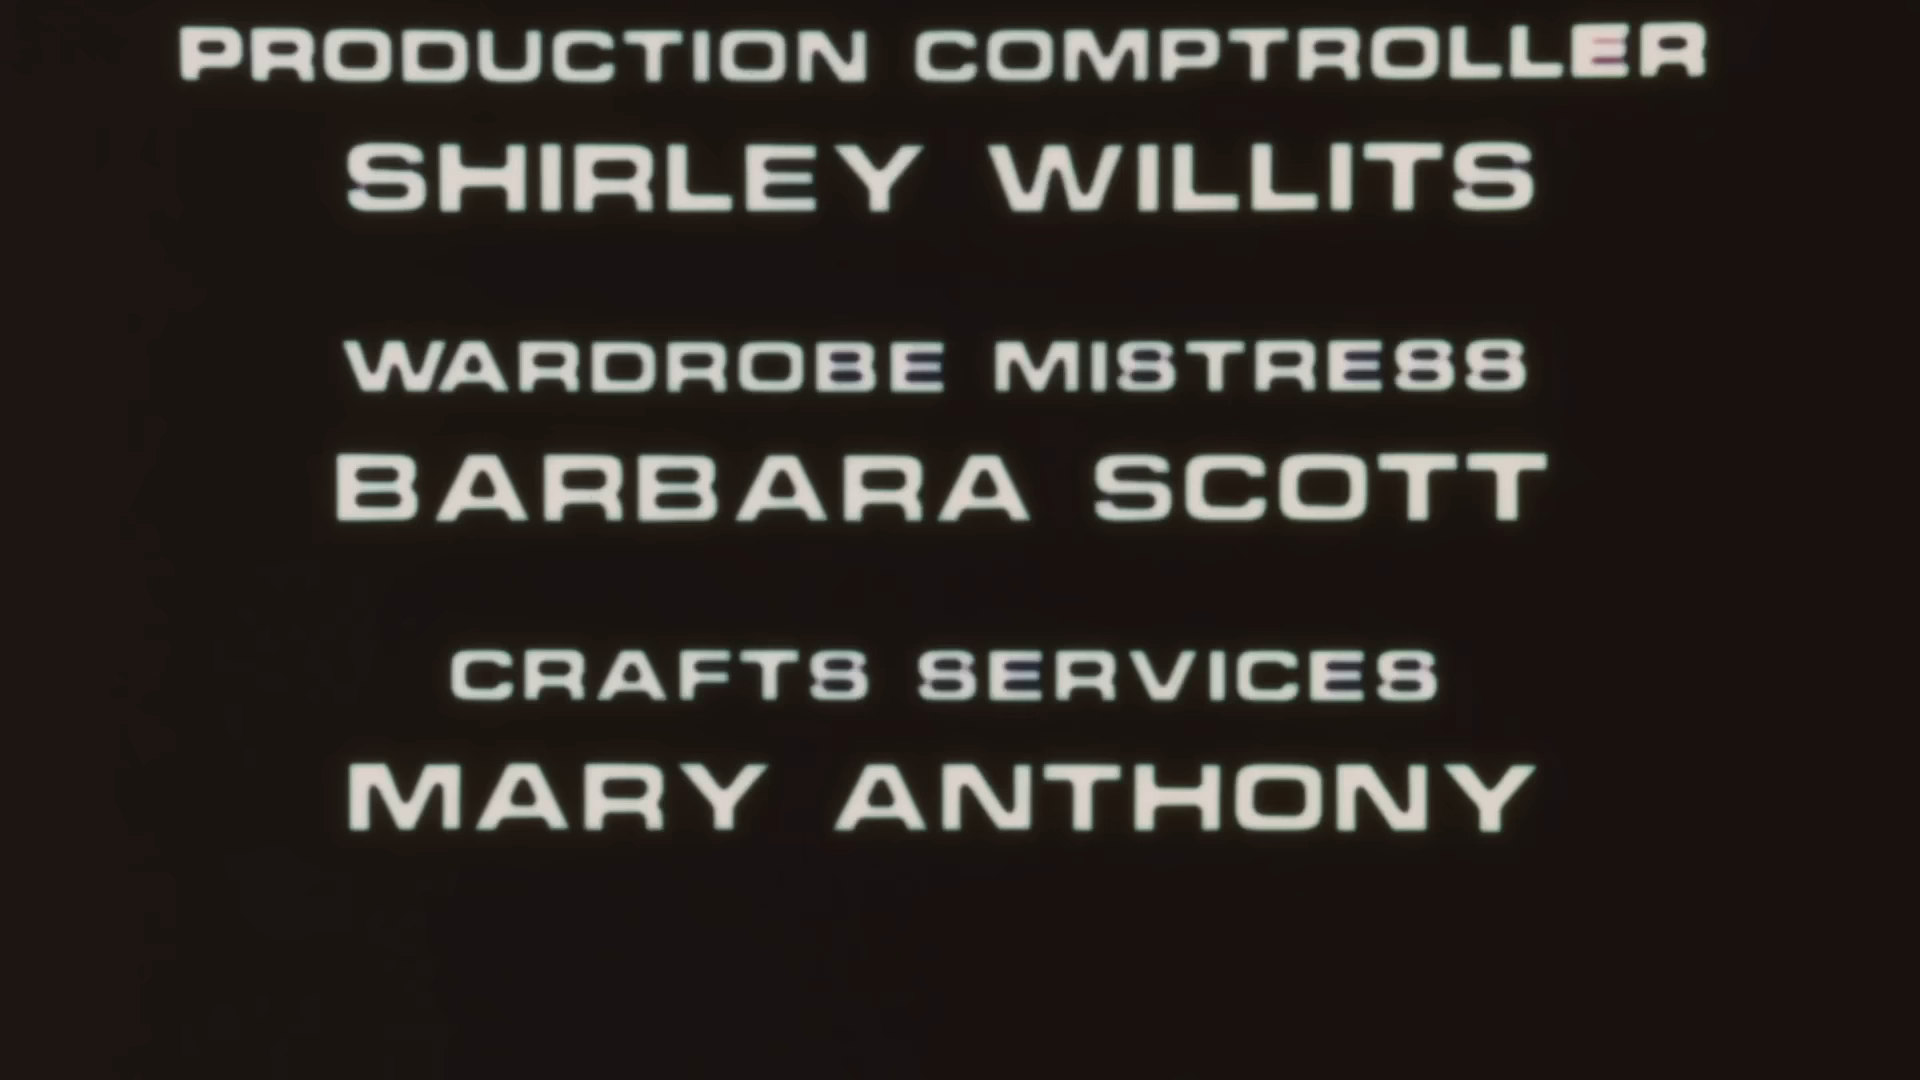 PRODUCTION COMPTROLLER
SHIRLEY WILLITS
WARDROBE MISTRESS
BARBARA SCOTT
CRAFTS SERVICES
MARY ANTHONY